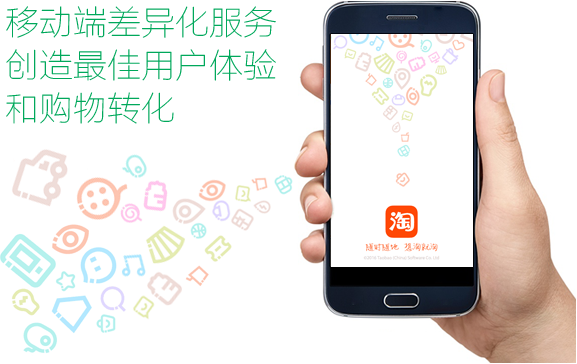 移动端差异化服务
创造最佳用户体验
和购物转化
淘
随时随地 想淘就淘